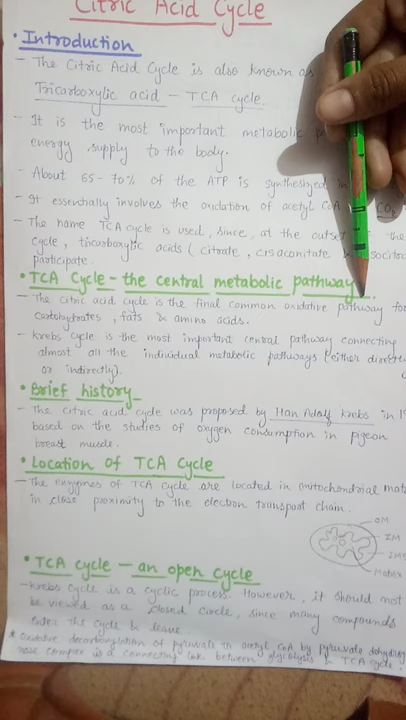 Citric Acid Cycle
• Introduction
- The Citric Acid Cycle is also known as
Tricarboxylic acid - TCA cycle.
- It is the most important metabolic
energy supply to the body.
- About 65-70% of the ATP is synthesized in
- It essentially involves the oxidation of acetyl CoA CO₂
- The name TCA cycle is used, since, at the outset the
cycle, tricarboxylic acids (citrate, cisaconitate
participate.
• TCA Cycle - the central metabolic pathway
- The citric acid cycle is the final common oxidative pathway for
carbohydrates, fats & amino acids.
- Krebs cycle is the most important central pathway connecting
almost all the individual metabolic pathways (either
or indirectly).
• Brief history -
- The citric acid cycle was proposed by Han Adolf Krebs in
based on the studies of oxygen consumption in pigeon
breast muscle.
• Location of TCA Cycle
- The enzymes of TCA cycle are located in mitochondrial
in close proximity to the electron transport chain.
OM
IM
IMS
Matrix
• TCA cycle - an open cycle
- Krebs cycle is a cyclic process. However, it should not
be viewed as a closed circle, since many compounds
enter the cycle & leave.
* Oxidative decarboxylation of pyruvate to acetyl CoA by pyruvate
complex is a connecting link between glycolysis & TCA cycle.